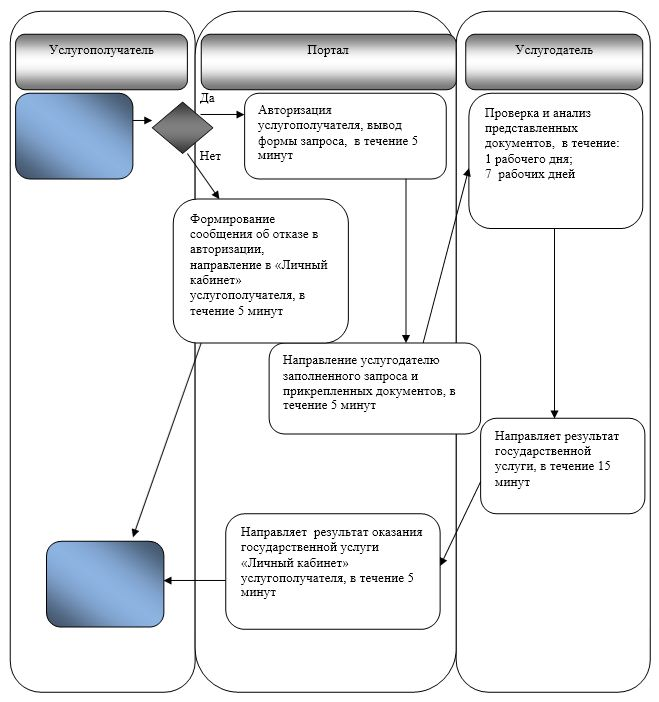 Услугополучатель
Портал
Услугодатель
Да
Авторизация
услугополучателя, вывод
формы запроса, в течение 5
минут
Проверка и анализ
представленных
документов, в течение:
1 рабочего дня;
7 рабочих дней
Нет
Формирование
сообщения об отказе в
авторизации,
направление в «Личный
кабинет»
услугополучателя, в
течение 5 минут
Направление услугодателю
заполненного запроса и
прикрепленных документов, в
течение 5 минут
Направляет результат
государственной
услуги, в течение 15
минут
Направляет результат оказания
государственной услуги
«Личный кабинет»
услугополучателя, в течение 5
минут